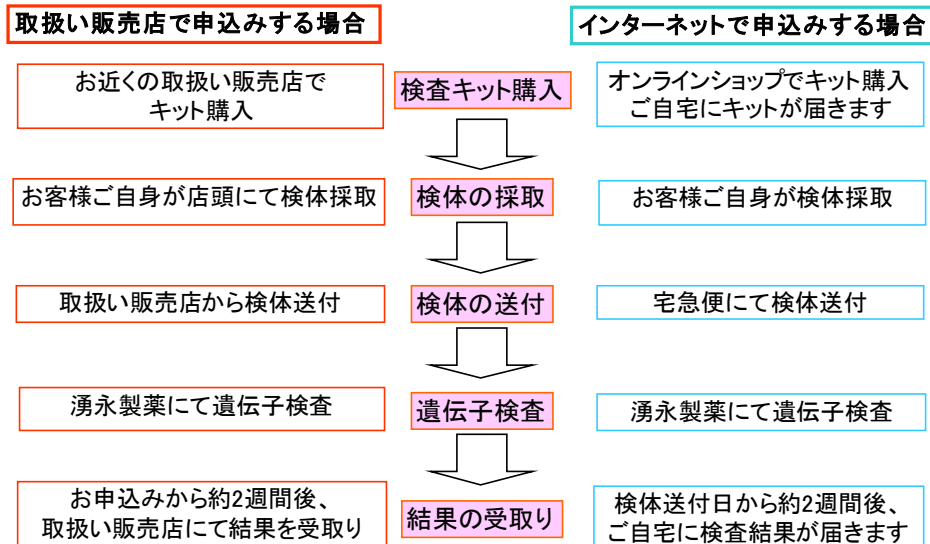 取扱い販売店で申込みする場合
インターネットで申込みする場合
お近くの取扱い販売店で
キット購入
検査キット購入
オンラインショップでキット購入
ご自宅にキットが届きます
お客様ご自身が店頭にて検体採取
検体の採取
お客様ご自身が検体採取
取扱い販売店から検体送付
検体の送付
宅急便にて検体送付
湧永製薬にて遺伝子検査
遺伝子検査
湧永製薬にて遺伝子検査
お申込みから約2週間後、
取扱い販売店にて結果を受取り
結果の受取り
検体送付日から約2週間後、
ご自宅に検査結果が届きます